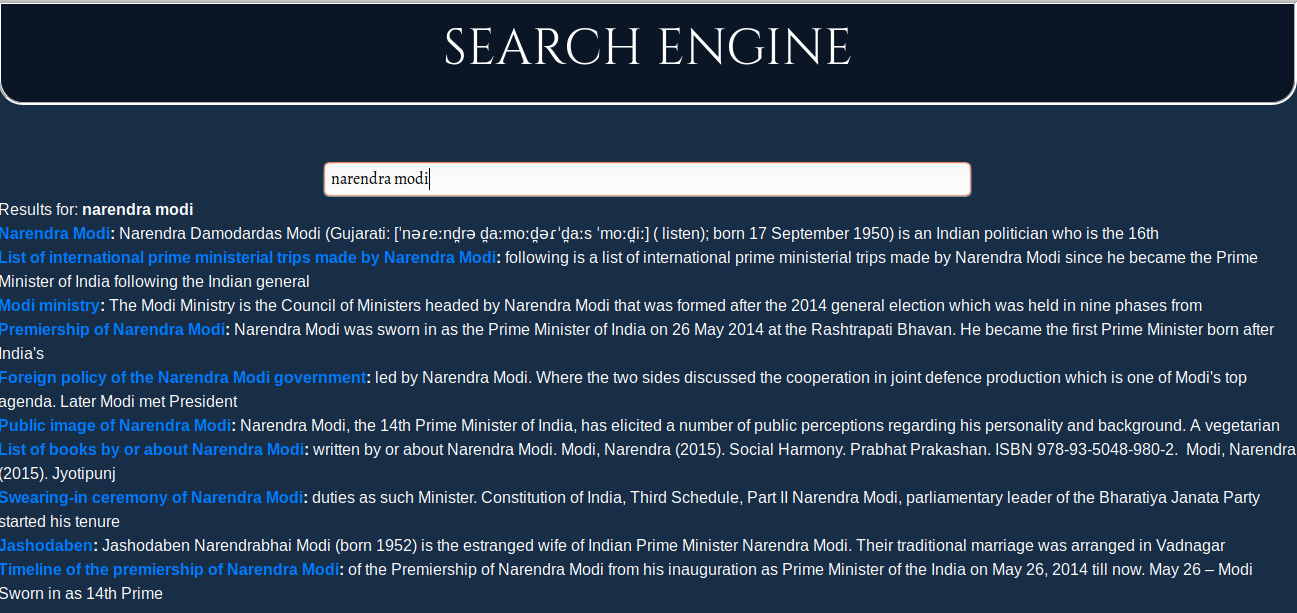 SEARCH ENGINE
narendra modi
Results for: narendra modi
Narendra Modi: Narendra Damodardas Modi (Gujarati: [ˈnəɾeːnd̪rə d̪aːmoːd̪əɾˈd̪aːs ˈmoːd̪iː] ( listen); born 17 September 1950) is an Indian politician who is the 16th
List of international prime ministerial trips made by Narendra Modi: following is a list of international prime ministerial trips made by Narendra Modi since he became the Prime
Minister of India following the Indian general
Modi ministry: The Modi Ministry is the Council of Ministers headed by Narendra Modi that was formed after the 2014 general election which was held in nine phases from
Premiership of Narendra Modi: Narendra Modi was sworn in as the Prime Minister of India on 26 May 2014 at the Rashtrapati Bhavan. He became the first Prime Minister born after
India's
Foreign policy of the Narendra Modi government: led by Narendra Modi. Where the two sides discussed the cooperation in joint defence production which is one of Modi's top
agenda. Later Modi met President
Public image of Narendra Modi: Narendra Modi, the 14th Prime Minister of India, has elicited a number of public perceptions regarding his personality and background. A vegetarian
List of books by or about Narendra Modi: written by or about Narendra Modi. Modi, Narendra (2015). Social Harmony. Prabhat Prakashan. ISBN 978-93-5048-980-2. Modi, Narendra
(2015). Jyotipunj
Swearing-in ceremony of Narendra Modi: duties as such Minister. Constitution of India, Third Schedule, Part II Narendra Modi, parliamentary leader of the Bharatiya Janata Party
started his tenure
Jashodaben: Jashodaben Narendrabhai Modi (born 1952) is the estranged wife of Indian Prime Minister Narendra Modi. Their traditional marriage was arranged in Vadnagar
Timeline of the premiership of Narendra Modi: of the Premiership of Narendra Modi from his inauguration as Prime Minister of the India on May 26, 2014 till now. May 26 – Modi
Sworn in as 14th Prime